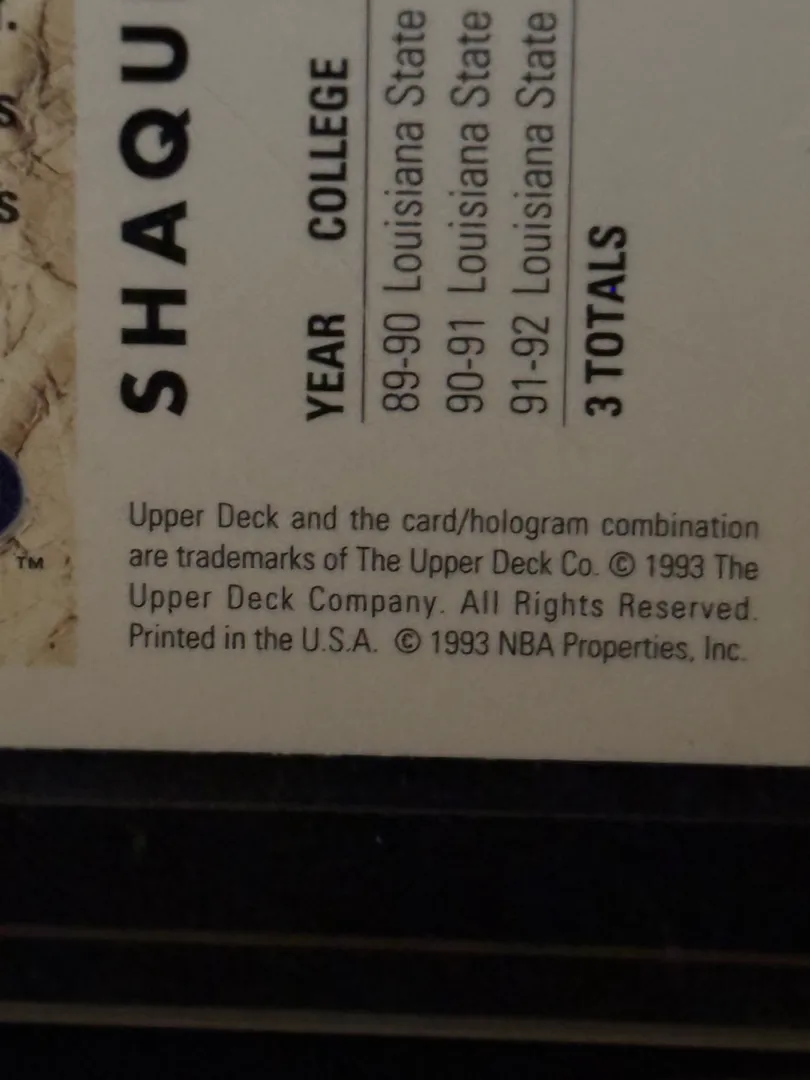 SHAQU
YEAR COLLEGE
89-90 Louisiana State
90-91 Louisiana State
91-92 Louisiana State
3 TOTALS
Upper Deck and the card/hologram combination
are trademarks of The Upper Deck Co. © 1993 The
Upper Deck Company. All Rights Reserved.
Printed in the U.S.A. © 1993 NBA Properties, Inc.
TM
S
S